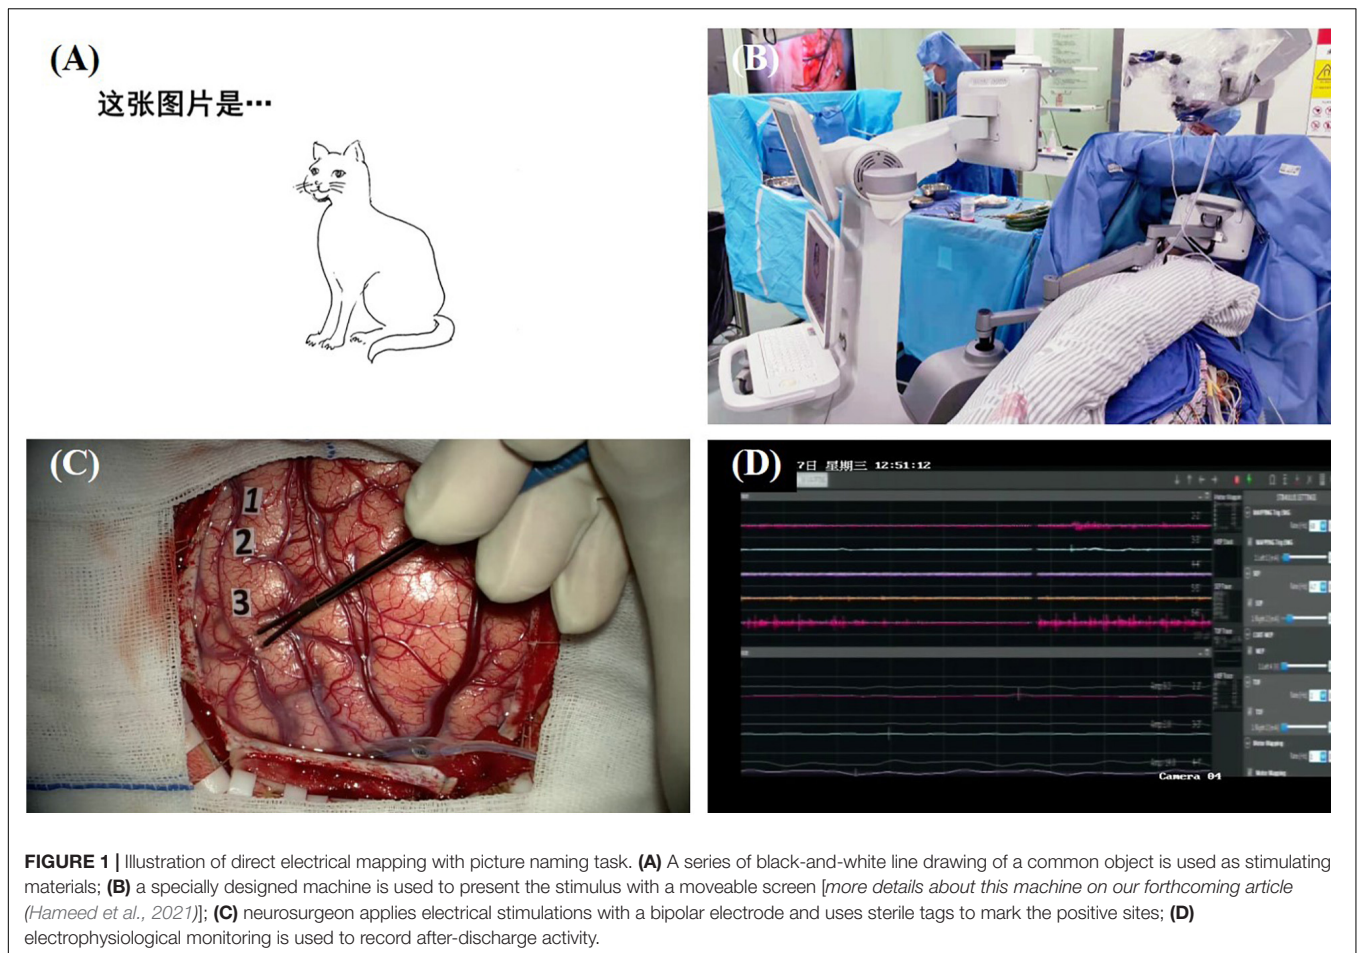 (A)
这张图片是…
(B)
(C)
1
2
3
(D)
7日 星期三 12:51:12
Camera 04
FIGURE 1 | Illustration of direct electrical mapping with picture naming task. (A) A series of black-and-white line drawing of a common object is used as stimulating
materials; (B) a specially designed machine is used to present the stimulus with a moveable screen [more details about this machine on our forthcoming article
(Hameed et al., 2021)]; (C) neurosurgeon applies electrical stimulations with a bipolar electrode and uses sterile tags to mark the positive sites; (D)
electrophysiological monitoring is used to record after-discharge activity.